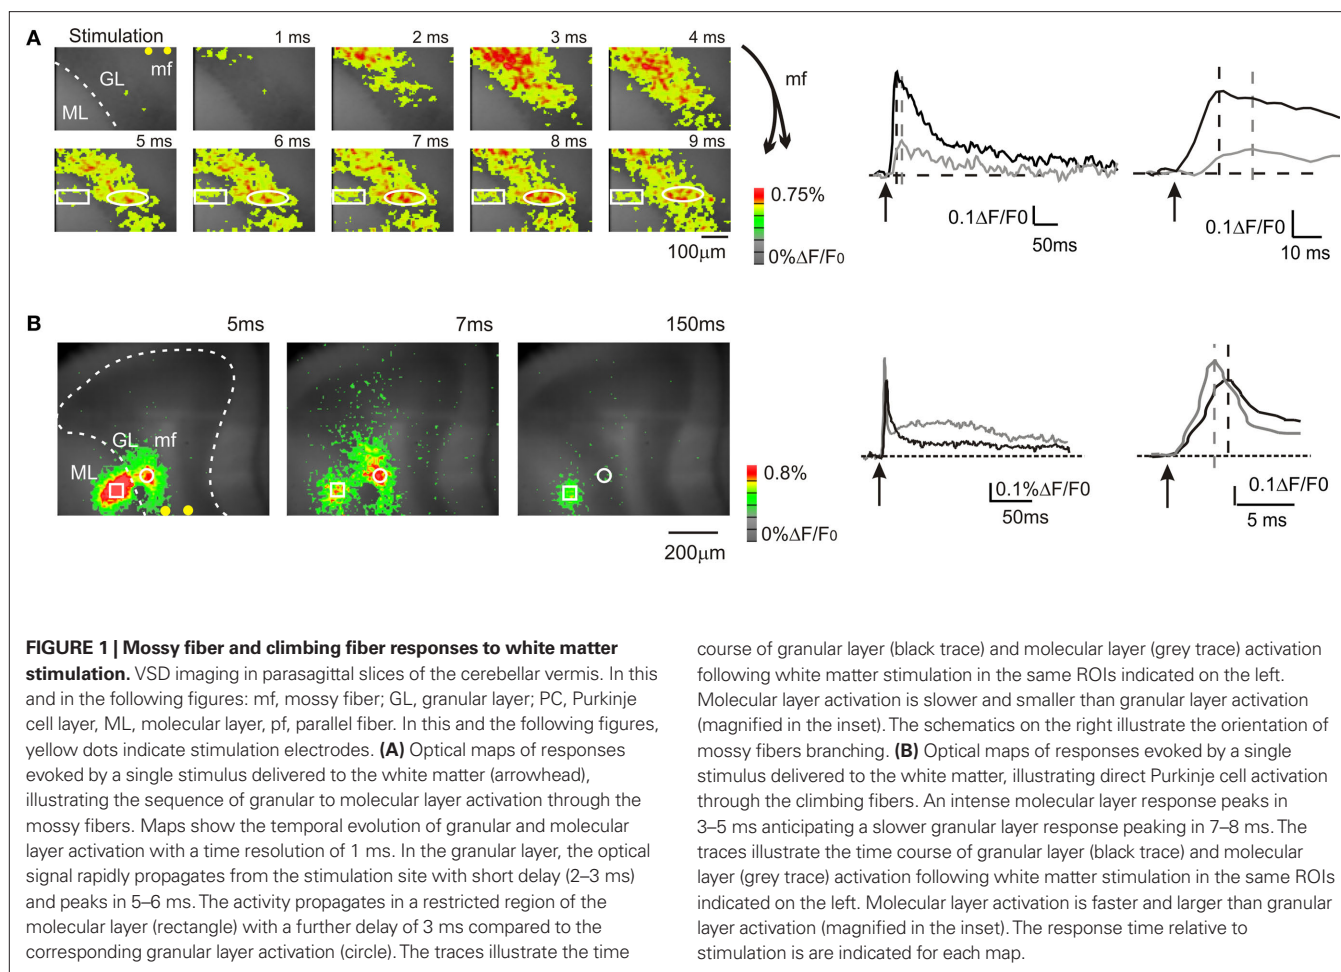 A
Stimulation
1 ms
2 ms
3 ms
4 ms
GL
mf
ML
mf
5 ms
6 ms
7 ms
8 ms
9 ms
0.75%
0%ΔF/F0
100µm
0.1ΔF/F0
50ms
0.1ΔF/F0
10 ms
B
5ms
7ms
150ms
GL
mf
ML
0.8%
0%ΔF/F0
200µm
0.1%ΔF/F0
50ms
0.1ΔF/F0
5 ms
FIGURE 1 | Mossy fiber and climbing fiber responses to white matter
stimulation. VSD imaging in parasagittal slices of the cerebellar vermis. In this
and in the following figures: mf, mossy fiber; GL, granular layer; PC, Purkinje
cell layer, ML, molecular layer, pf, parallel fiber. In this and the following figures,
yellow dots indicate stimulation electrodes. (A) Optical maps of responses
evoked by a single stimulus delivered to the white matter (arrowhead),
illustrating the sequence of granular to molecular layer activation through the
mossy fibers. Maps show the temporal evolution of granular and molecular
layer activation with a time resolution of 1 ms. In the granular layer, the optical
signal rapidly propagates from the stimulation site with short delay (2–3 ms)
and peaks in 5–6 ms. The activity propagates in a restricted region of the
molecular layer (rectangle) with a further delay of 3 ms compared to the
corresponding granular layer activation (circle). The traces illustrate the time
course of granular layer (black trace) and molecular layer (grey trace) activation
following white matter stimulation in the same ROIs indicated on the left.
Molecular layer activation is slower and smaller than granular layer activation
(magnified in the inset). The schematics on the right illustrate the orientation of
mossy fibers branching. (B) Optical maps of responses evoked by a single
stimulus delivered to the white matter, illustrating direct Purkinje cell activation
through the climbing fibers. An intense molecular layer response peaks in
3–5 ms anticipating a slower granular layer response peaking in 7–8 ms. The
traces illustrate the time course of granular layer (black trace) and molecular
layer (grey trace) activation following white matter stimulation in the same ROIs
indicated on the left. Molecular layer activation is faster and larger than granular
layer activation (magnified in the inset). The response time relative to
stimulation is are indicated for each map.